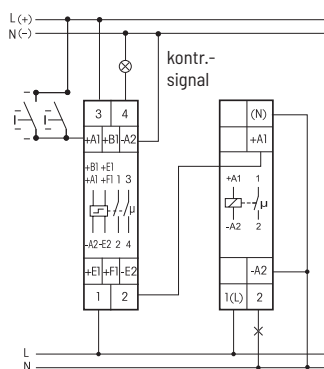 L (+)
N (-)
kontr.-
signal
3 4
+A1 +B1 -A2
+B1 +E1
+A1 +F1 1 3
µ
-A2 -E2 2 4
+E1 +F1 -E2
1 2
(N)
+A1
+A1 1
µ
-A2 2
-A2
1(L) 2
L
N